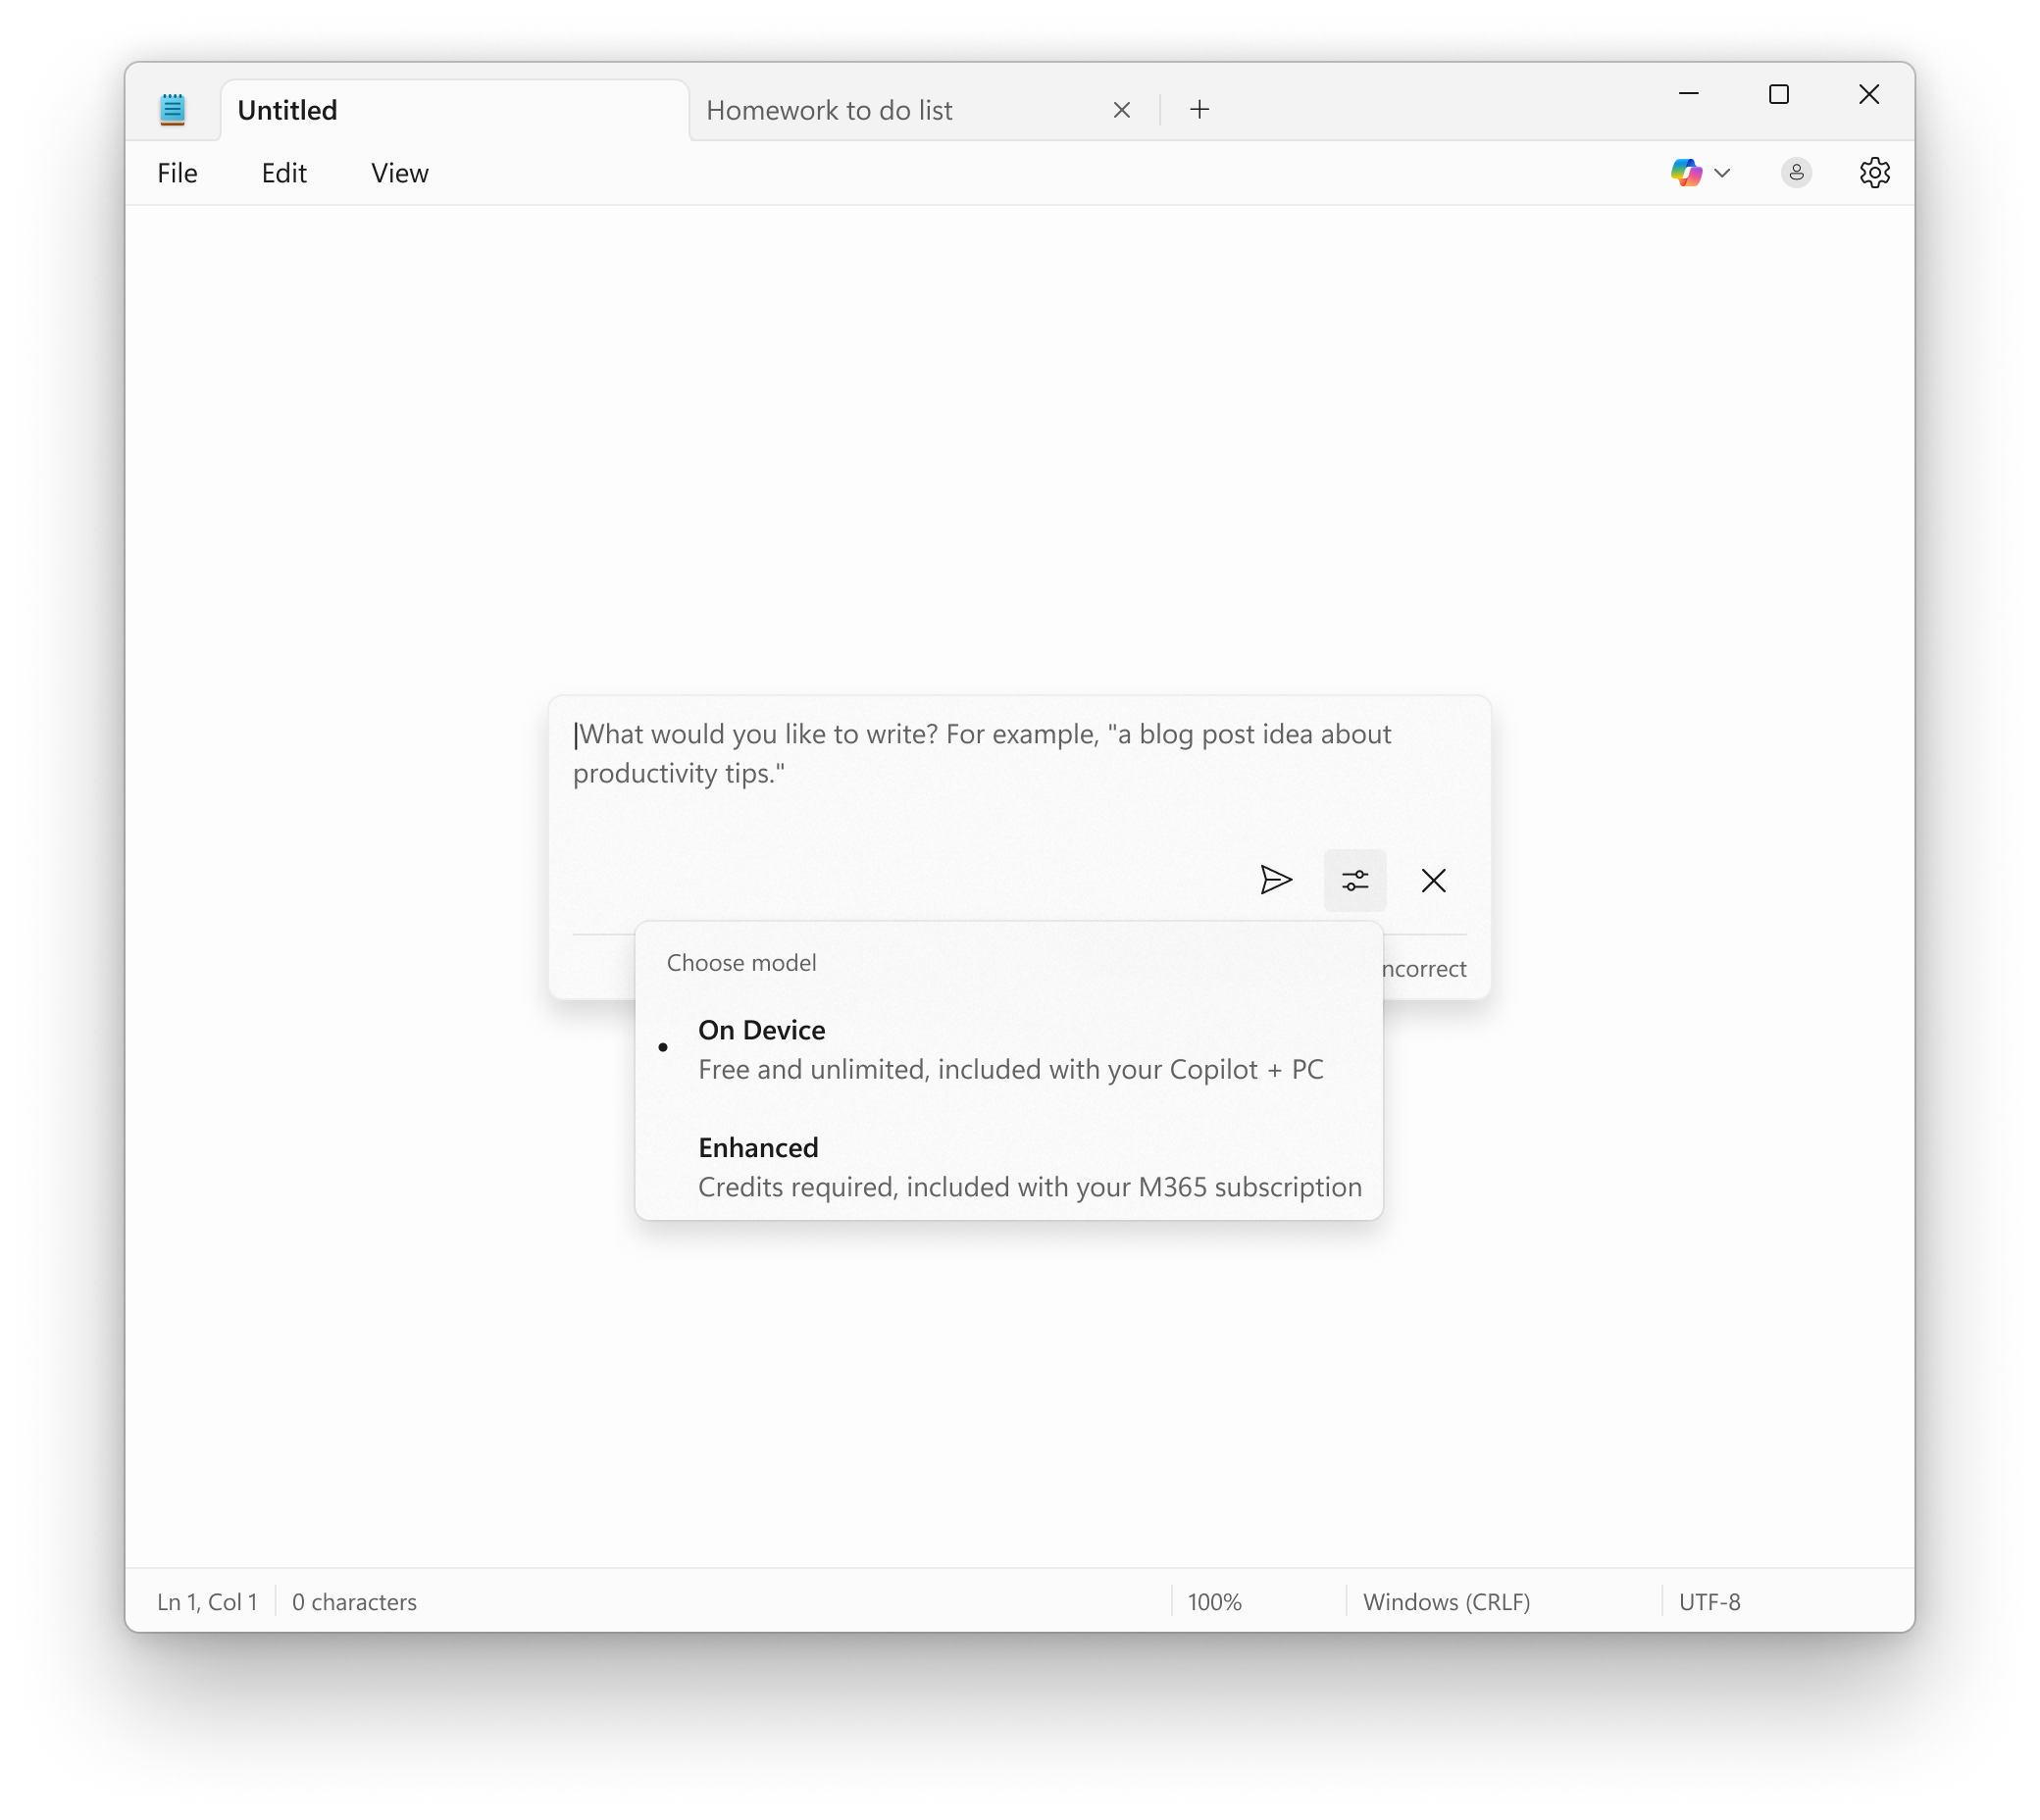 Untitled
Homework to do list
File Edit View
What would you like to write? For example, "a blog post idea about
productivity tips."
Choose model
On Device
Free and unlimited, included with your Copilot + PC
Enhanced
Credits required, included with your M365 subscription
Ln 1, Col 1 0 characters 100% Windows (CRLF) UTF-8